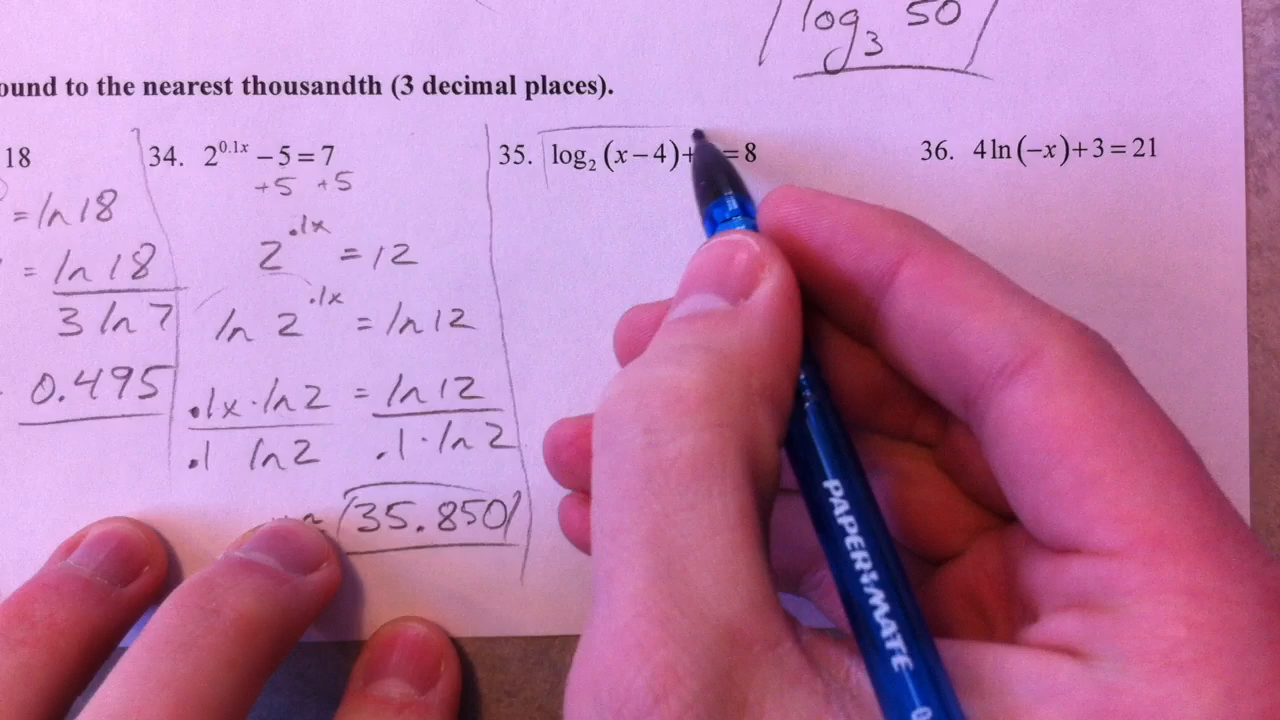 log₃ 50
ound to the nearest thousandth (3 decimal places).
18
= ln 18
= ln 18
3 ln 7
0.495
34. 2^0.1x − 5 = 7
+5 +5
2^.1x = 12
ln 2^.1x = ln 12
.1x · ln 2 = ln 12
.1 ln 2 .1 · ln 2
≈ 35.850
35. log₂ (x − 4) + = 8
36. 4 ln (−x) + 3 = 21
PAPER:MATE